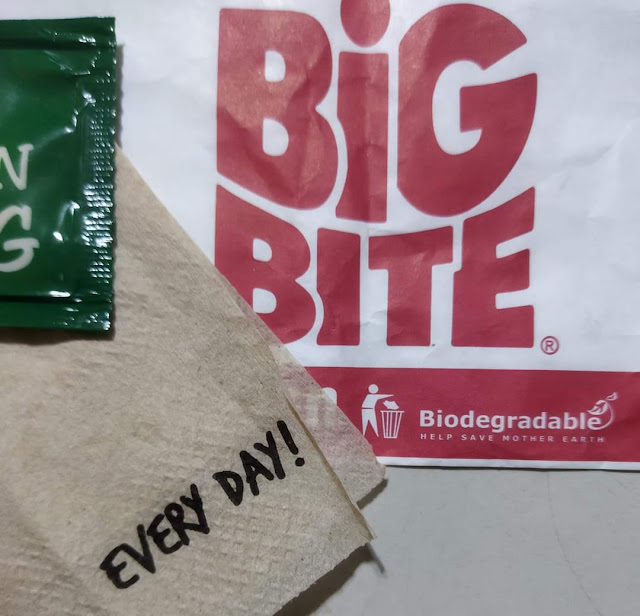 BiG
BITE
®
N
G
Biodegradable
HELP SAVE MOTHER EARTH
EVERY DAY!